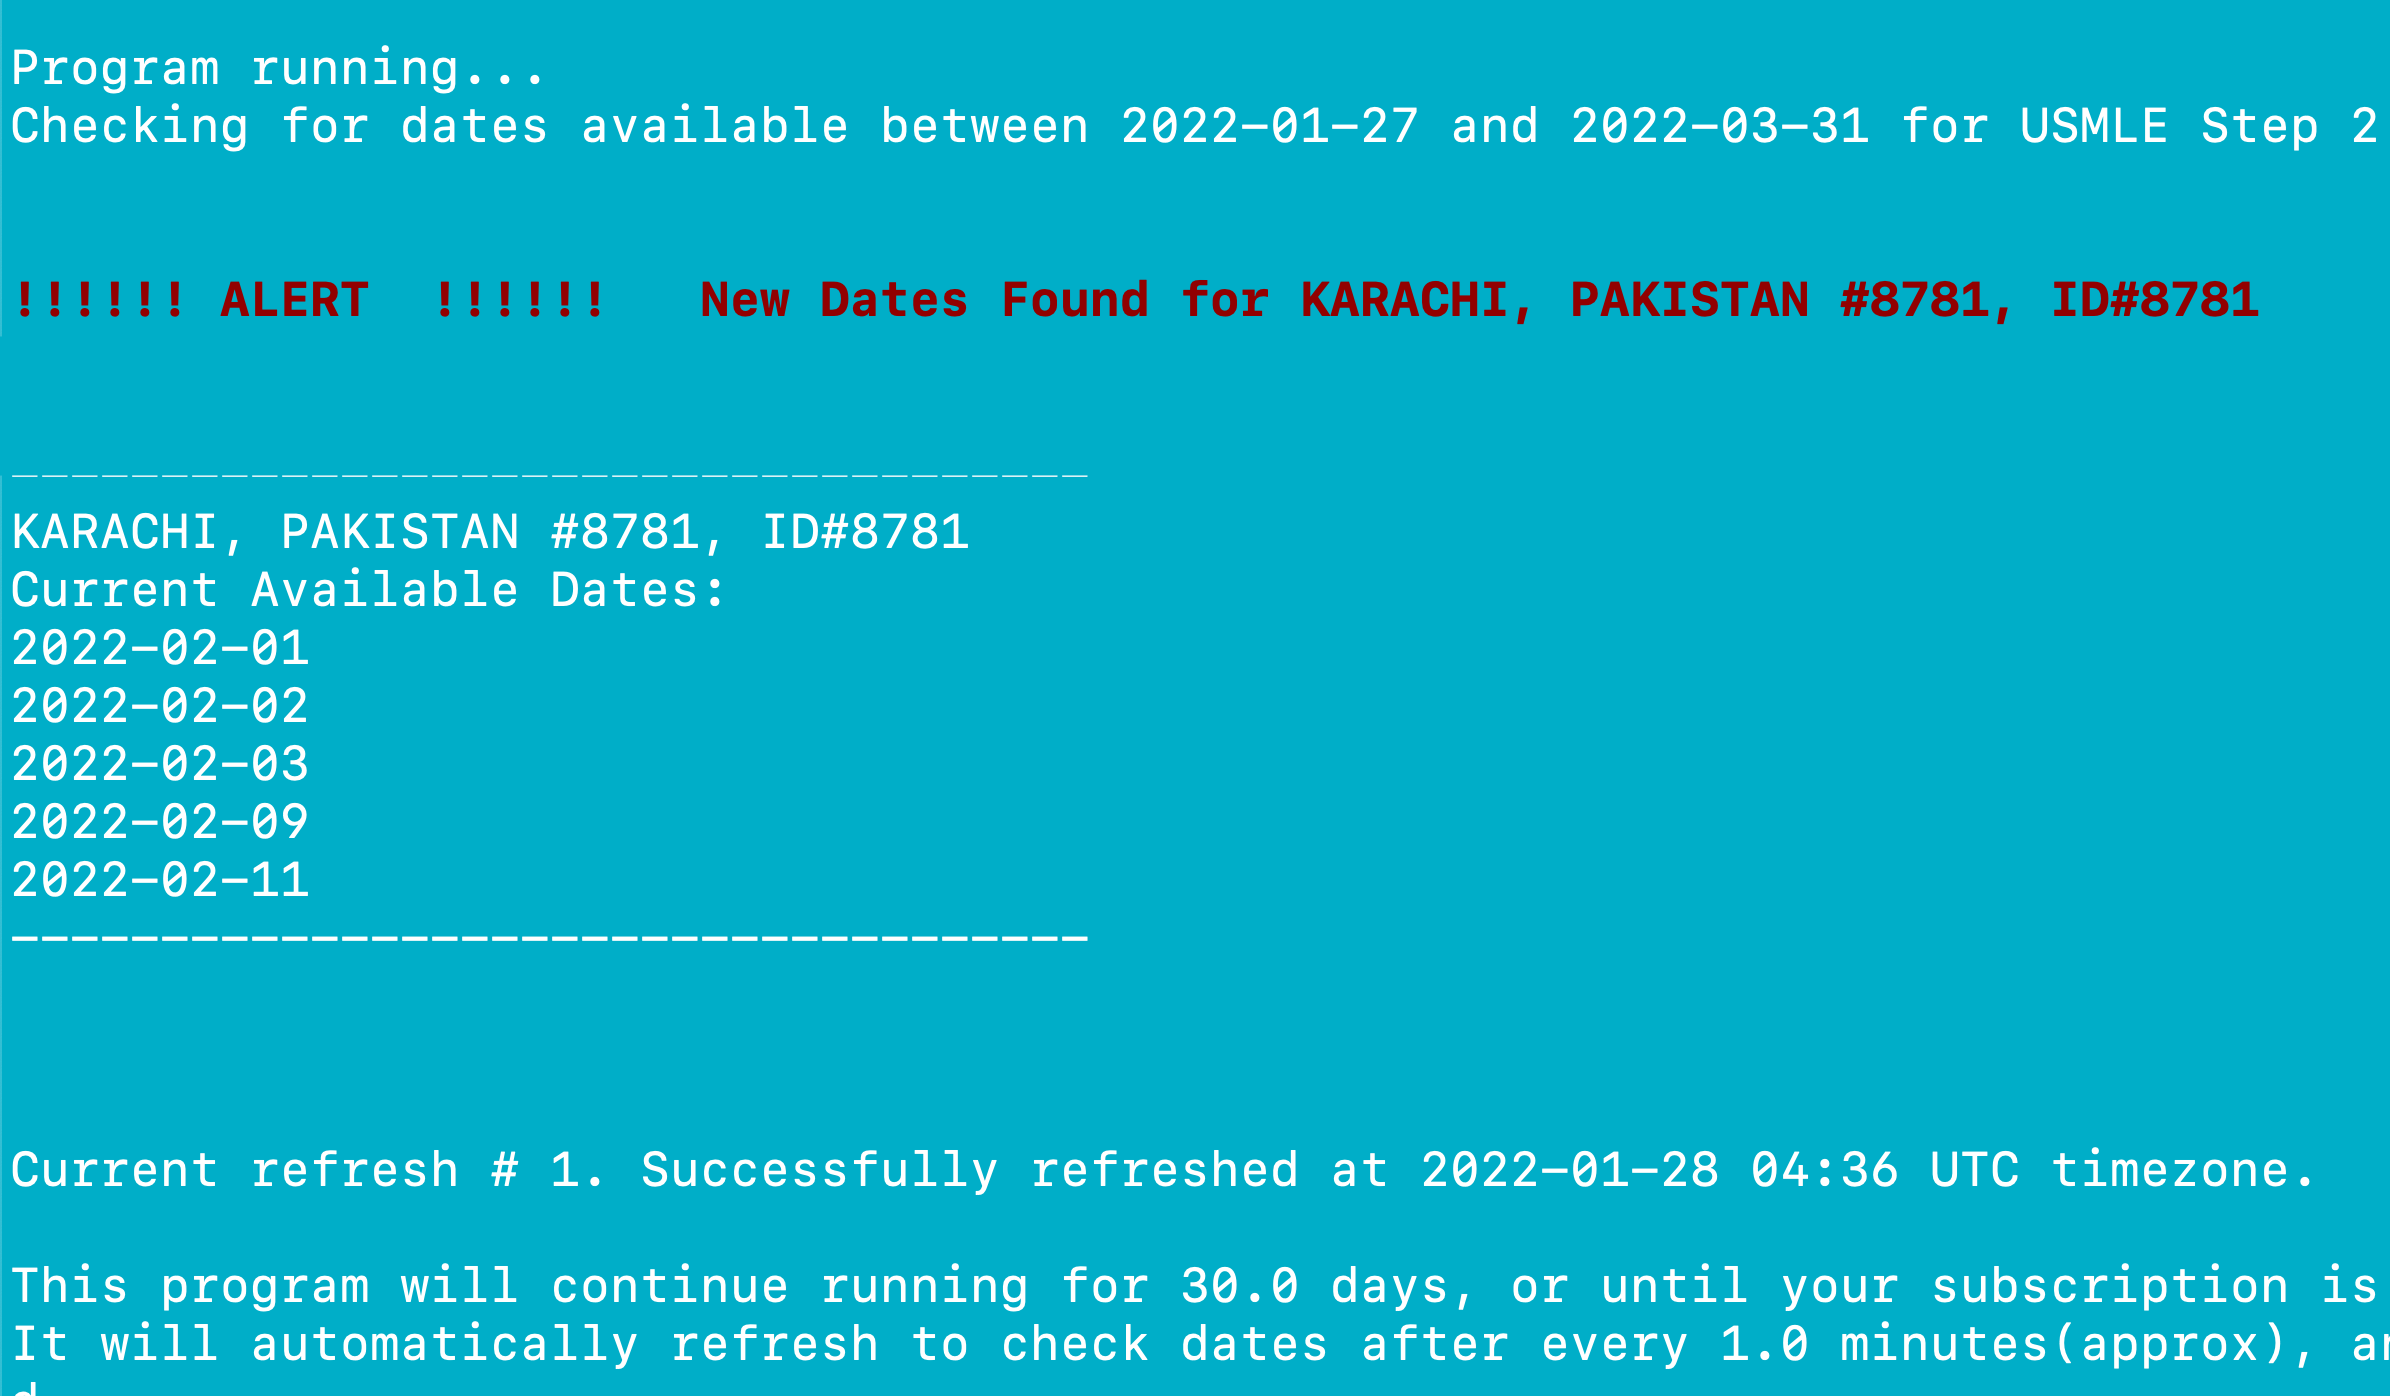 Program running...
Checking for dates available between 2022-01-27 and 2022-03-31 for USMLE Step 2
!!!!!! ALERT  !!!!!!   New Dates Found for KARACHI, PAKISTAN #8781, ID#8781
____________________________________
KARACHI, PAKISTAN #8781, ID#8781
Current Available Dates:
2022-02-01
2022-02-02
2022-02-03
2022-02-09
2022-02-11
------------------------------------
Current refresh # 1. Successfully refreshed at 2022-01-28 04:36 UTC timezone.
This program will continue running for 30.0 days, or until your subscription is
It will automatically refresh to check dates after every 1.0 minutes(approx),